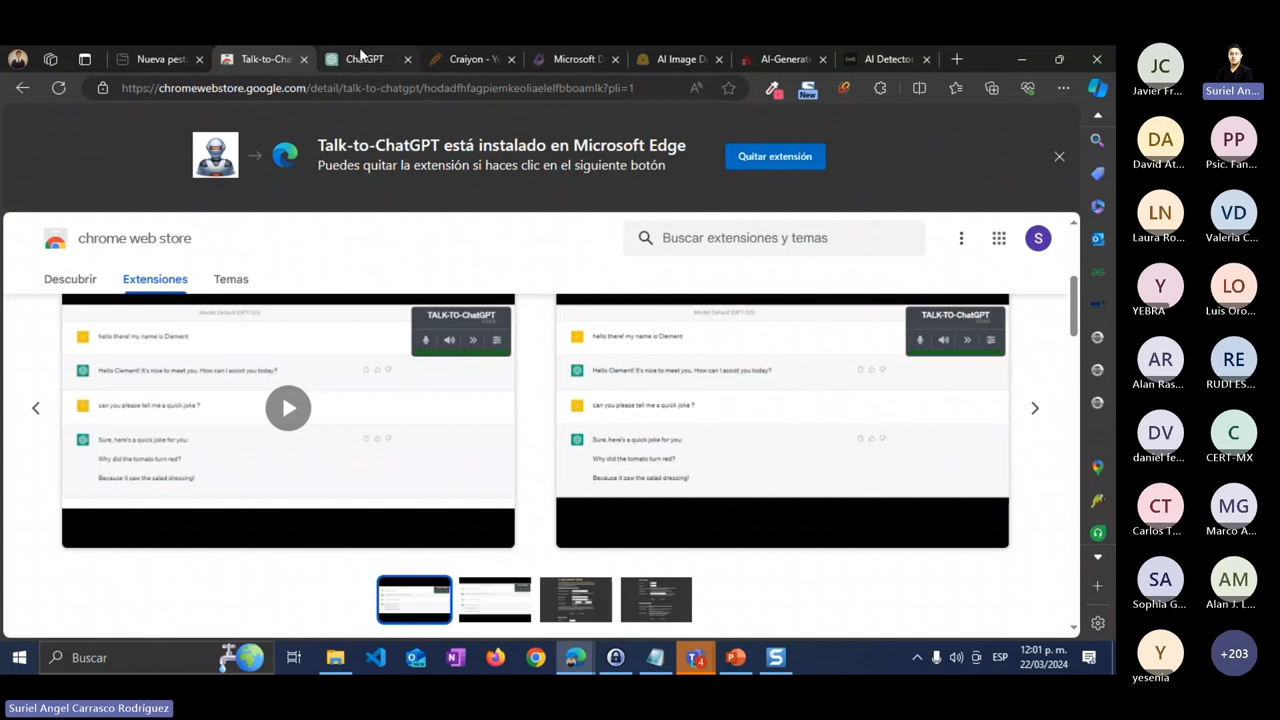 Nueva pest
Talk-to-Cha
ChatGPT
Craiyon - Yo
Microsoft D
AI Image D
AI-Generat
AI Detector
https://chromewebstore.google.com/detail/talk-to-chatgpt/hodadfhfagpiemkeoliaelelfbboamlk?pli=1
New
Talk-to-ChatGPT está instalado en Microsoft Edge
Puedes quitar la extensión si haces clic en el siguiente botón
Quitar extensión
chrome web store
Buscar extensiones y temas
S
Descubrir
Extensiones
Temas
TALK-TO-ChatGPT
hello there! my name is Clement
Hello Clement! It's nice to meet you. How can I assist you today?
can you please tell me a quick joke ?
Sure, here's a quick joke for you:
Why did the tomato turn red?
Because it saw the salad dressing!
TALK-TO-ChatGPT
hello there! my name is Clement
Hello Clement! It's nice to meet you. How can I assist you today?
can you please tell me a quick joke ?
Sure, here's a quick joke for you:
Why did the tomato turn red?
Because it saw the salad dressing!
Buscar
4
ESP
12:01 p. m.
22/03/2024
Suriel Angel Carrasco Rodríguez
JC
Javier Fr...
Suriel An...
DA
David At...
PP
Psic. Fan...
LN
Laura Ro...
VD
Valeria C...
Y
YEBRA
LO
Luis Oro...
AR
Alan Ras...
RE
RUDI ES...
DV
daniel fe...
C
CERT-MX
CT
Carlos T...
MG
Marco A...
SA
Sophia G...
AM
Alan J. L...
Y
yesenia
+203